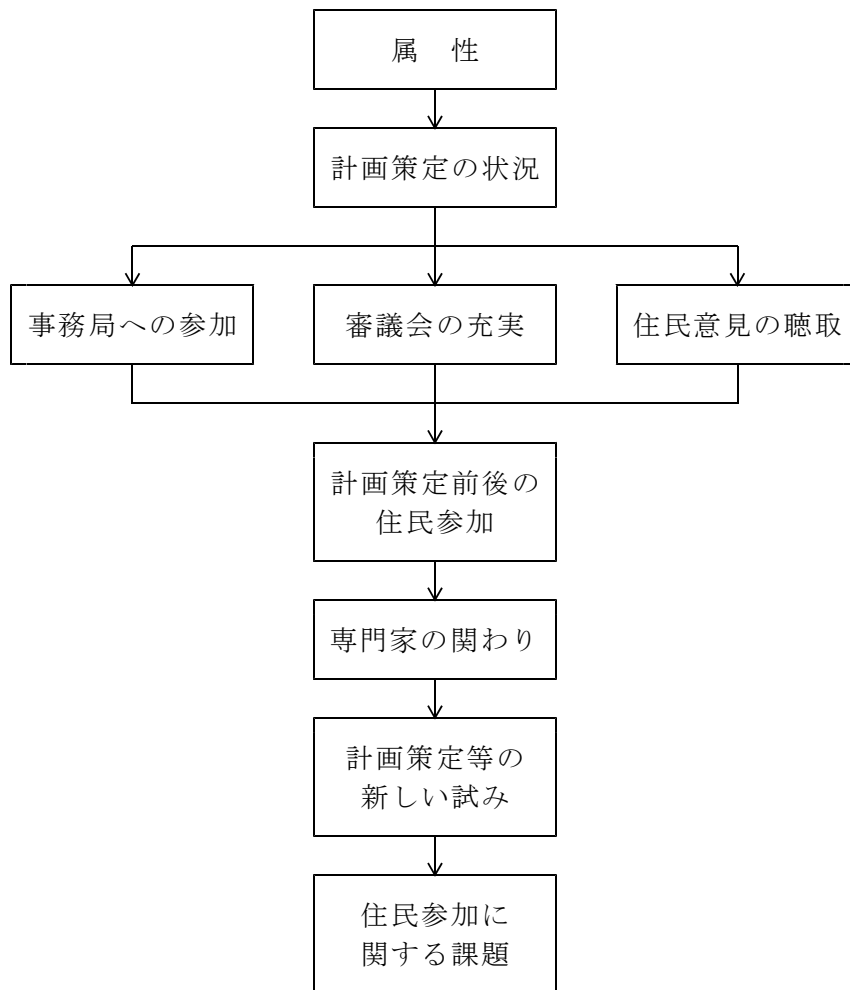 属　性
計画策定の状況
事務局への参加
審議会の充実
住民意見の聴取
計画策定前後の
住民参加
専門家の関わり
計画策定等の
新しい試み
住民参加に
関する課題